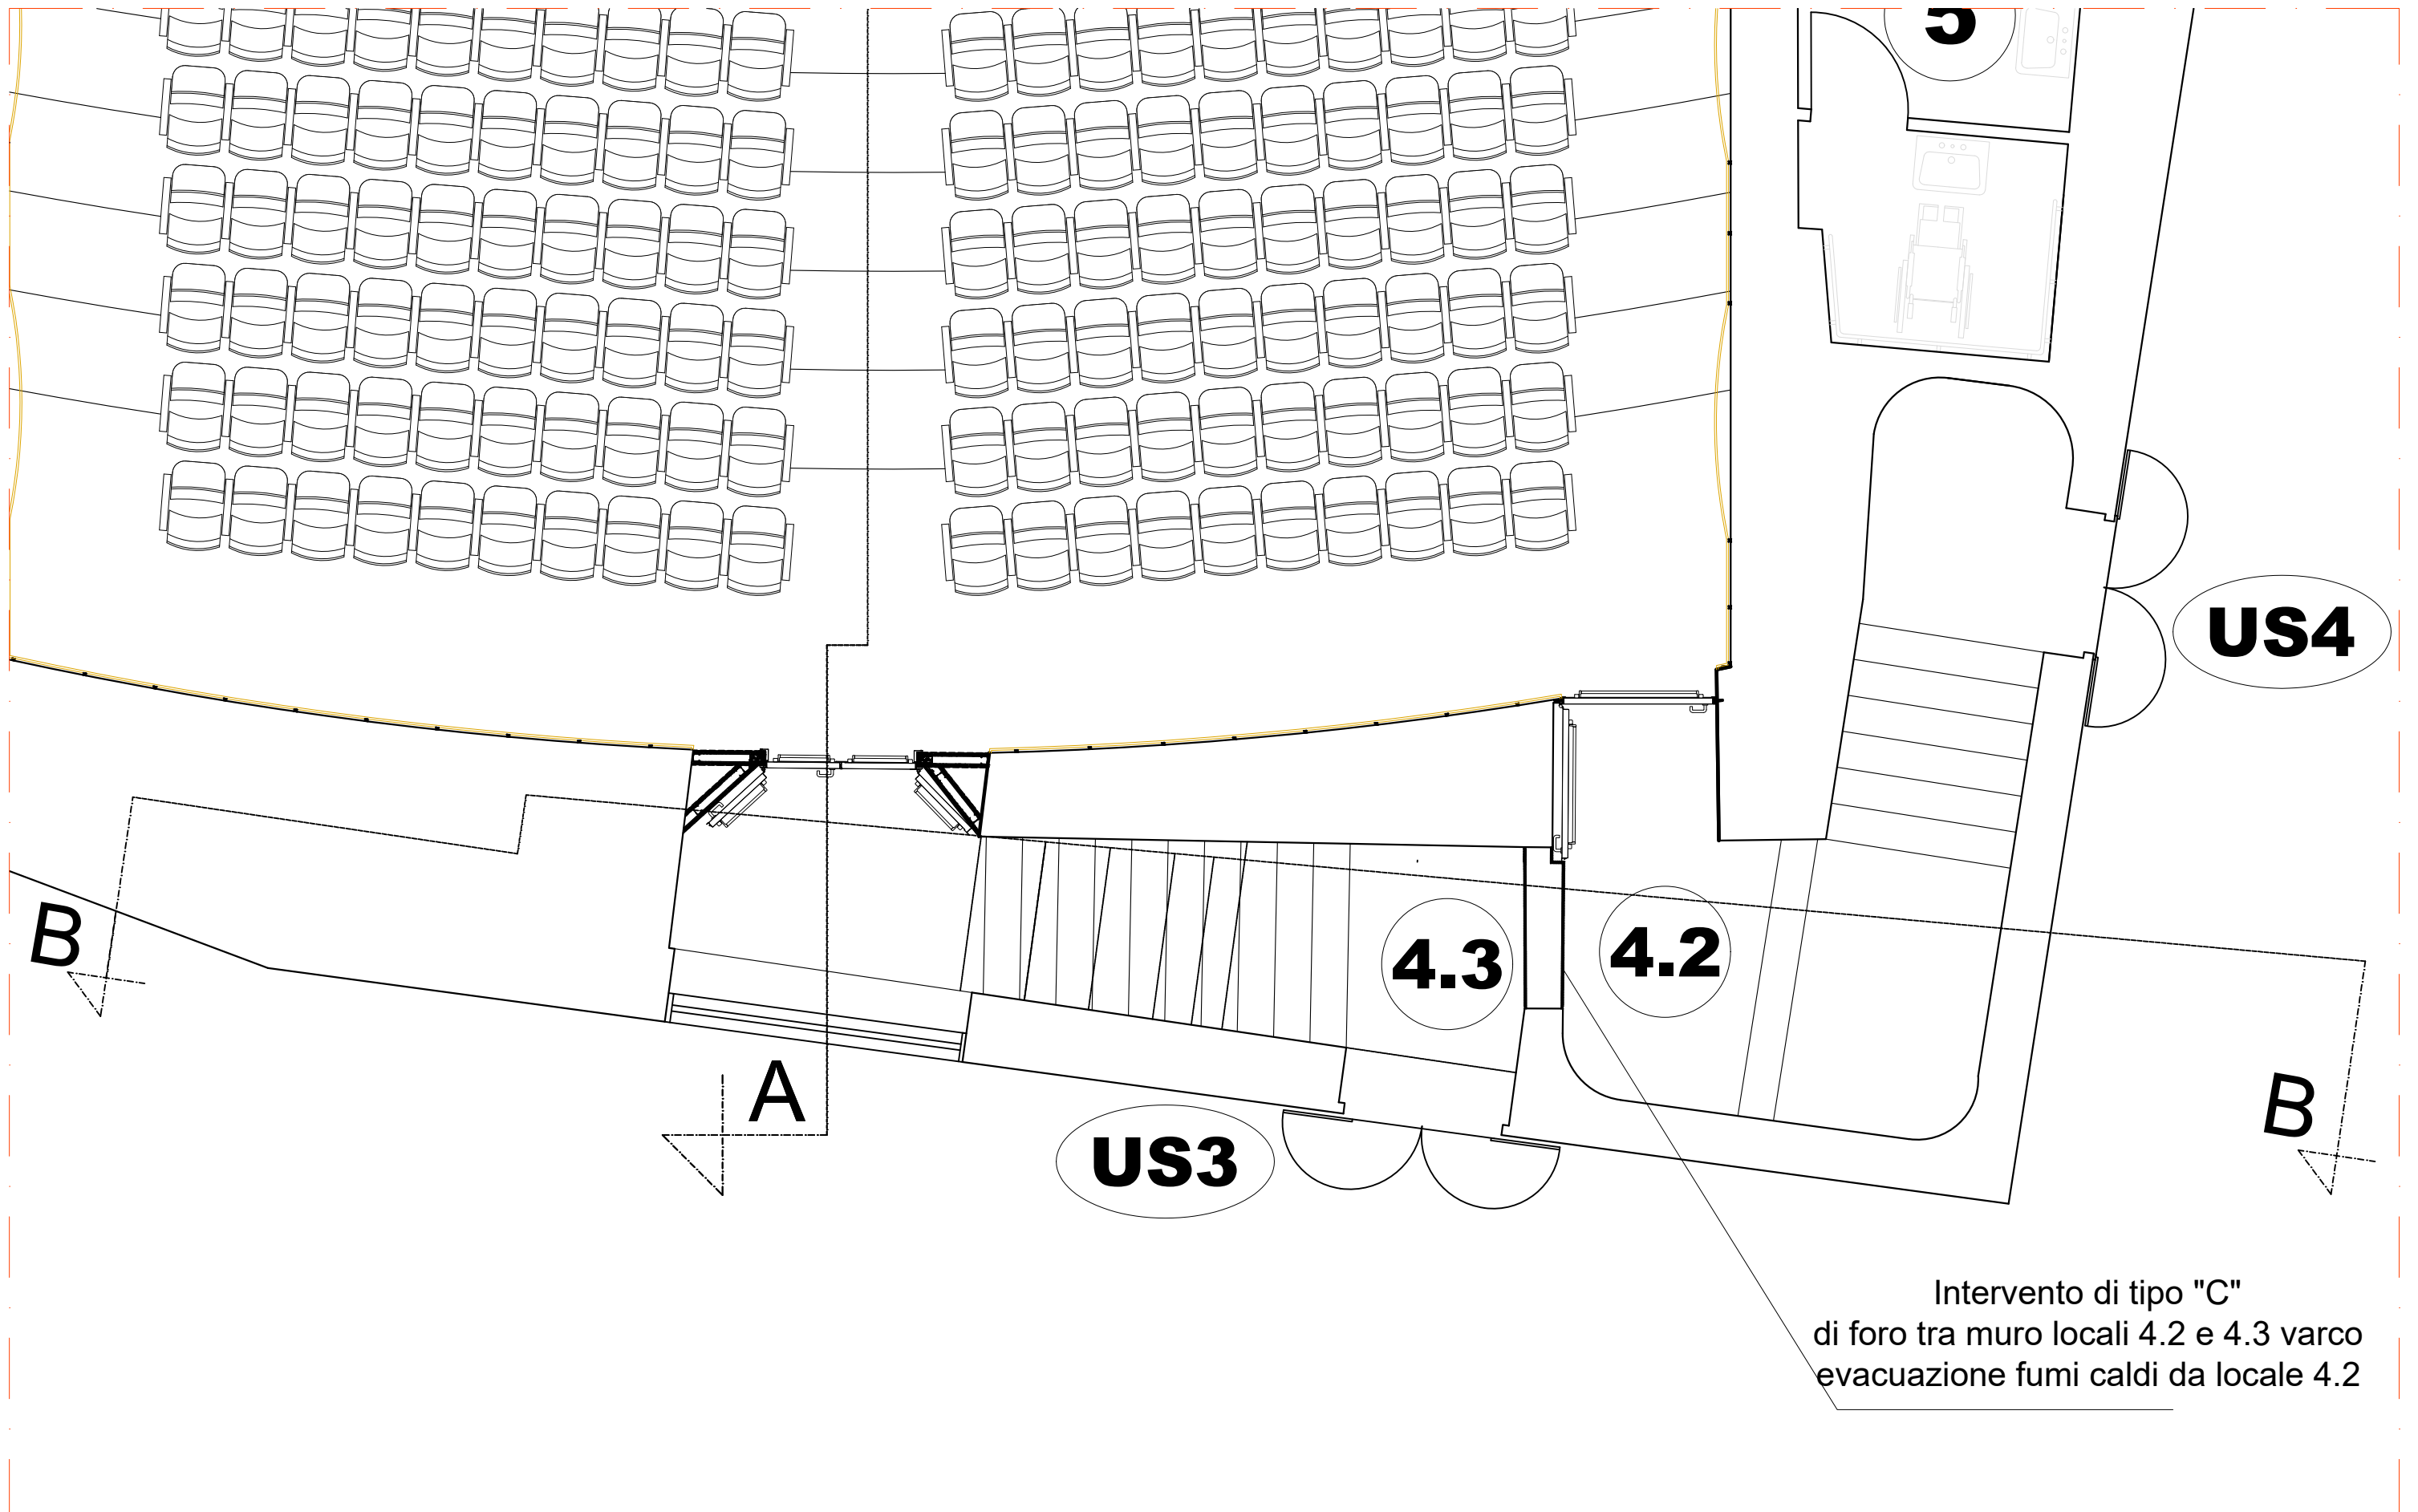 5
US4
B
4.3
4.2
A
US3
B
Intervento di tipo "C"
di foro tra muro locali 4.2 e 4.3 varco
evacuazione fumi caldi da locale 4.2